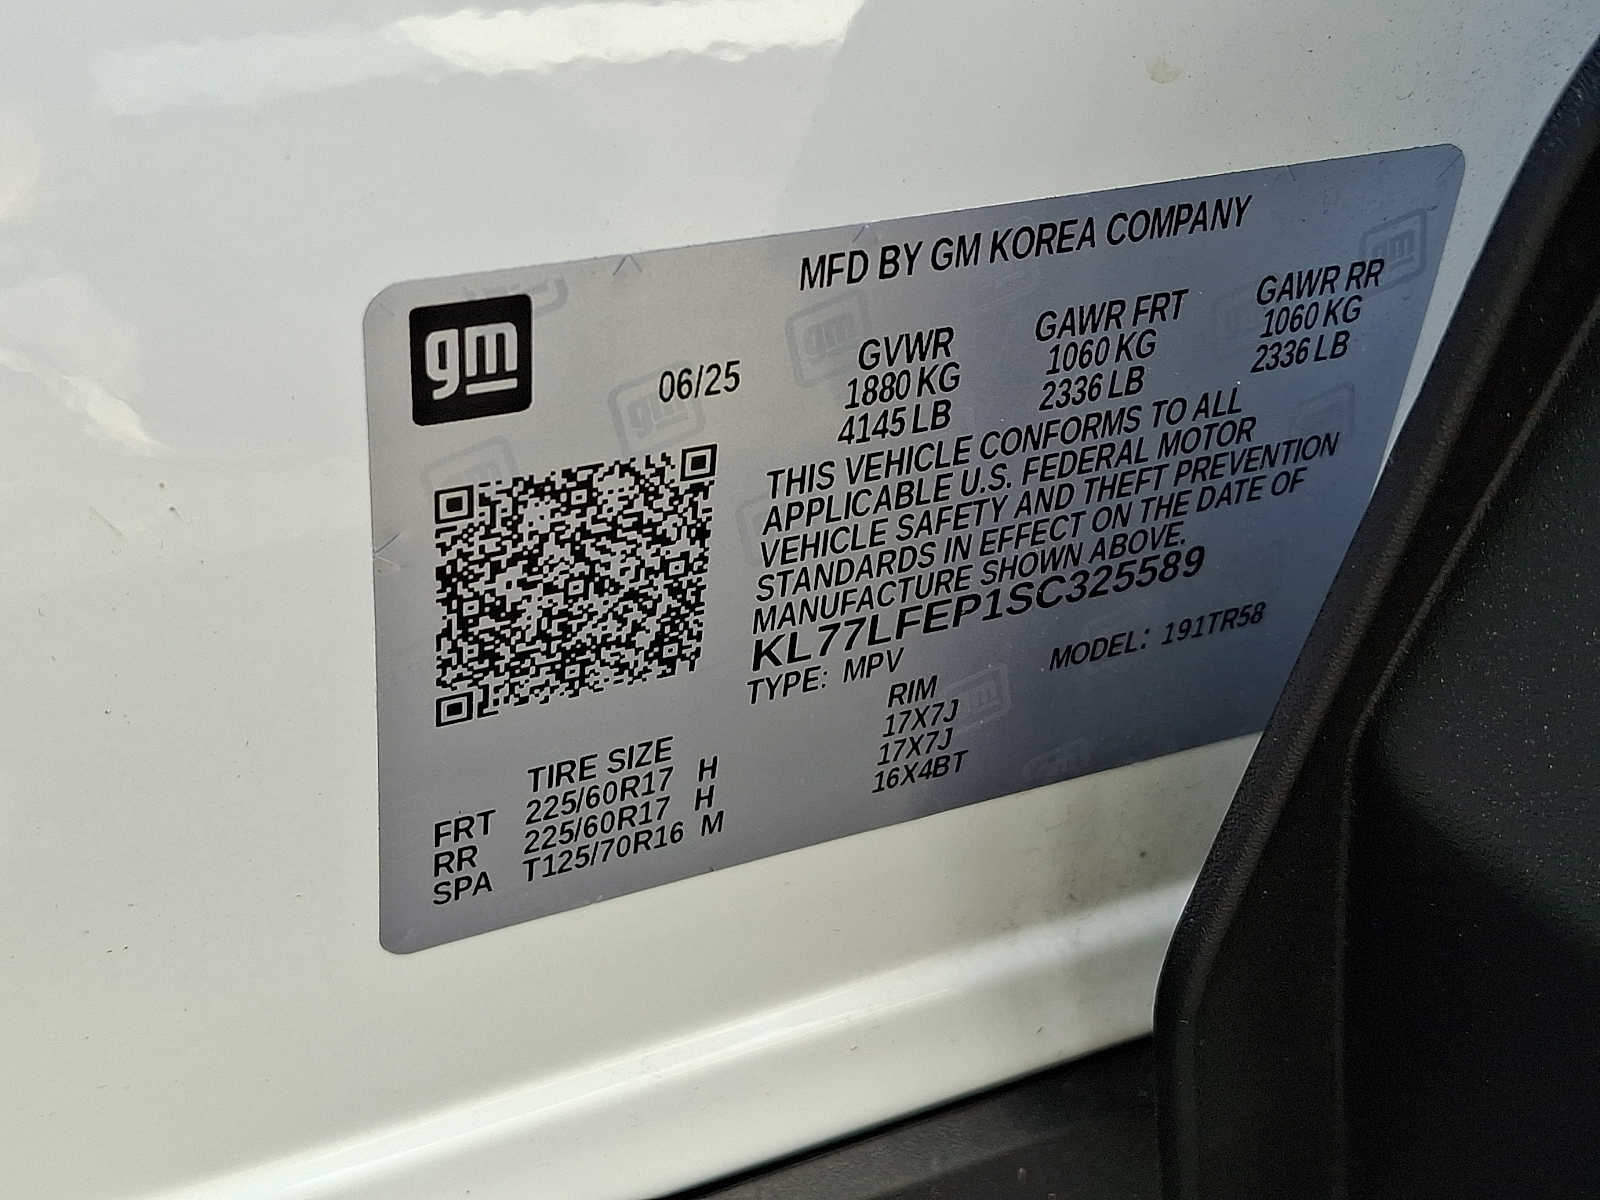 gm
MFD BY GM KOREA COMPANY
06/25
GVWR GAWR FRT GAWR RR
1880 KG 1060 KG 1060 KG
4145 LB 2336 LB 2336 LB
THIS VEHICLE CONFORMS TO ALL
APPLICABLE U.S. FEDERAL MOTOR
VEHICLE SAFETY AND THEFT PREVENTION
STANDARDS IN EFFECT ON THE DATE OF
MANUFACTURE SHOWN ABOVE.
KL77LFEP1SC325589
TYPE: MPV MODEL: 191TR58
TIRE SIZE RIM
FRT 225/60R17 H 17X7J
RR 225/60R17 H 17X7J
SPA T125/70R16 M 16X4BT